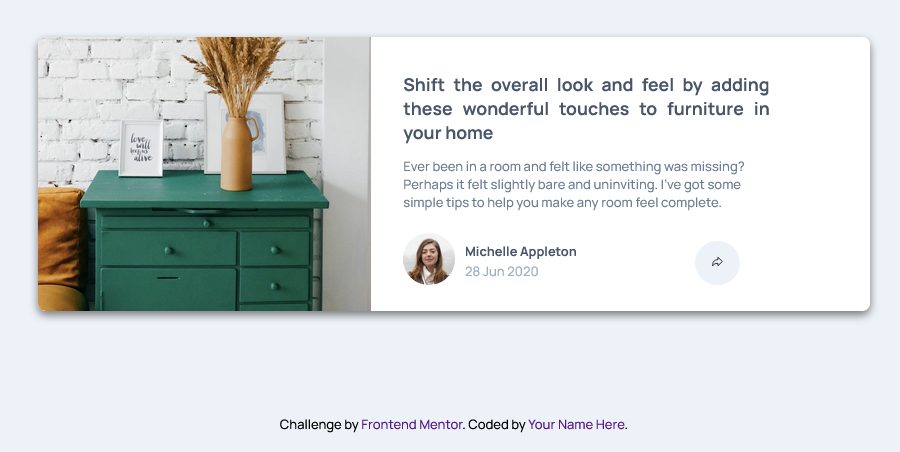 love
will
begins
alive
Shift the overall look and feel by adding
these wonderful touches to furniture in
your home
Ever been in a room and felt like something was missing?
Perhaps it felt slightly bare and uninviting. I've got some
simple tips to help you make any room feel complete.
Michelle Appleton
28 Jun 2020
Challenge by Frontend Mentor. Coded by Your Name Here.